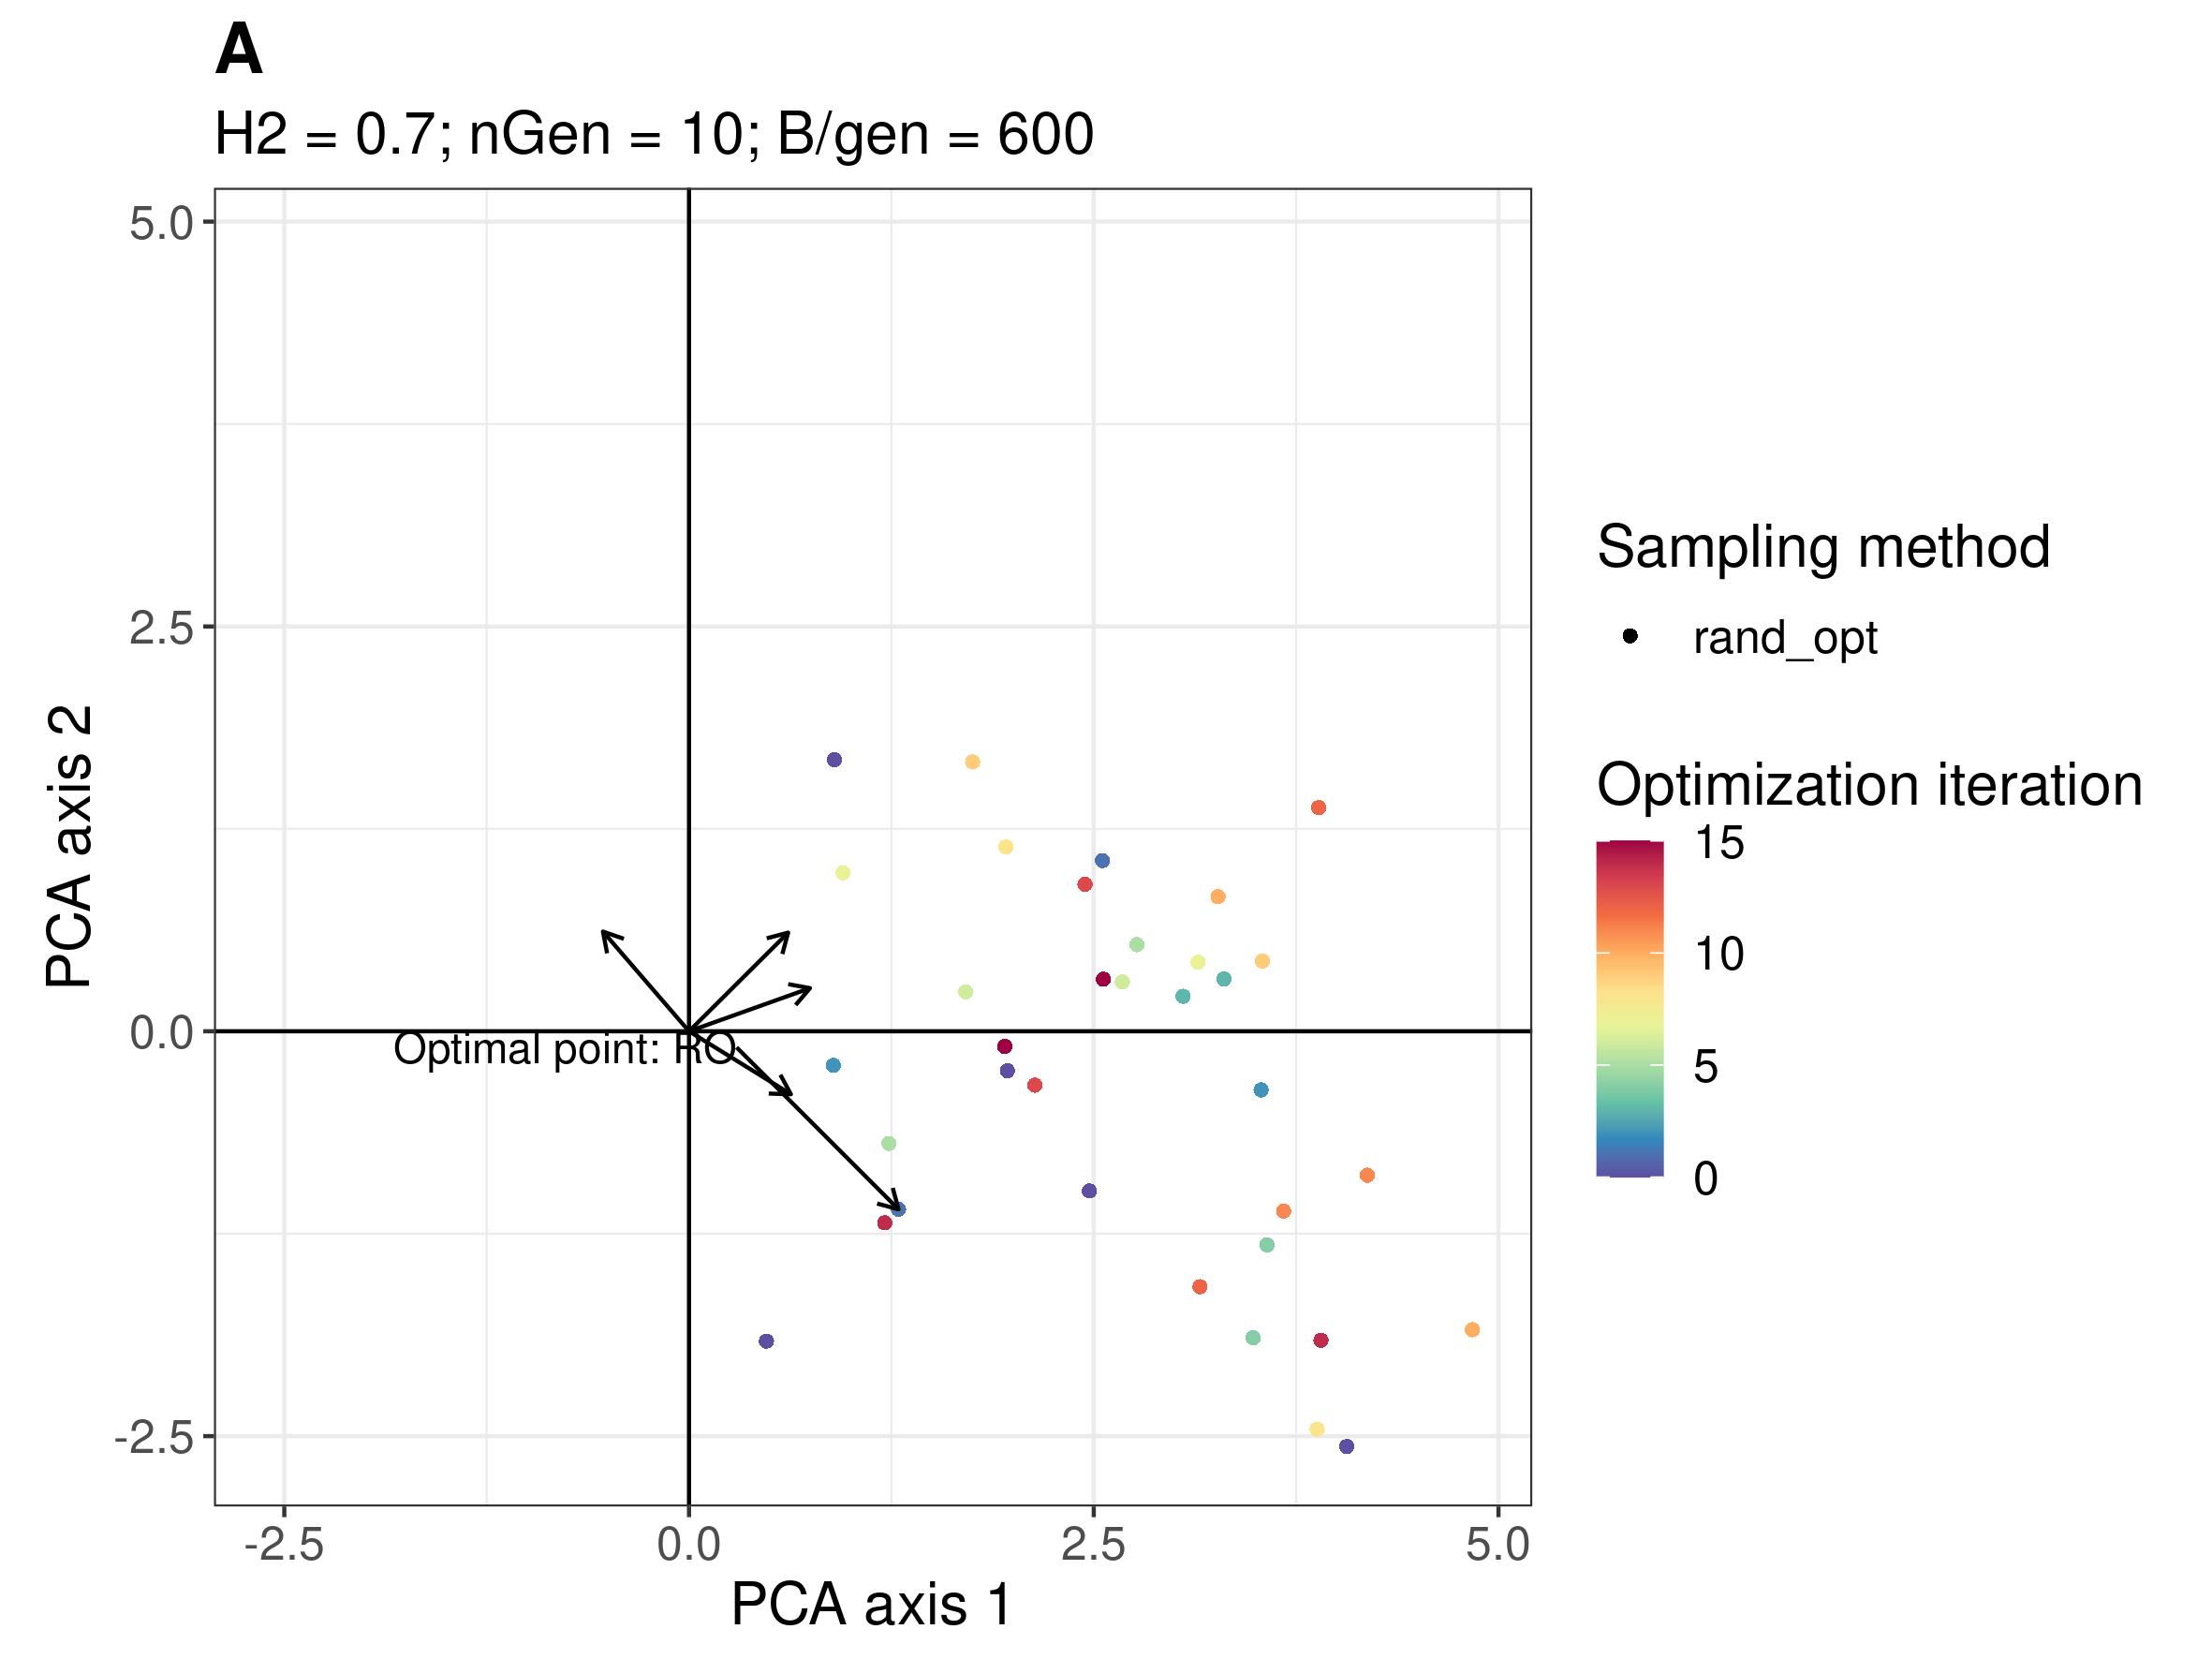 A
H2 = 0.7; nGen = 10; B/gen = 600
5.0
2.5
0.0
-2.5
PCA axis 2
Optimal point: RO
-2.5 0.0 2.5 5.0
PCA axis 1
Sampling method
rand_opt
Optimization iteration
15
10
5
0